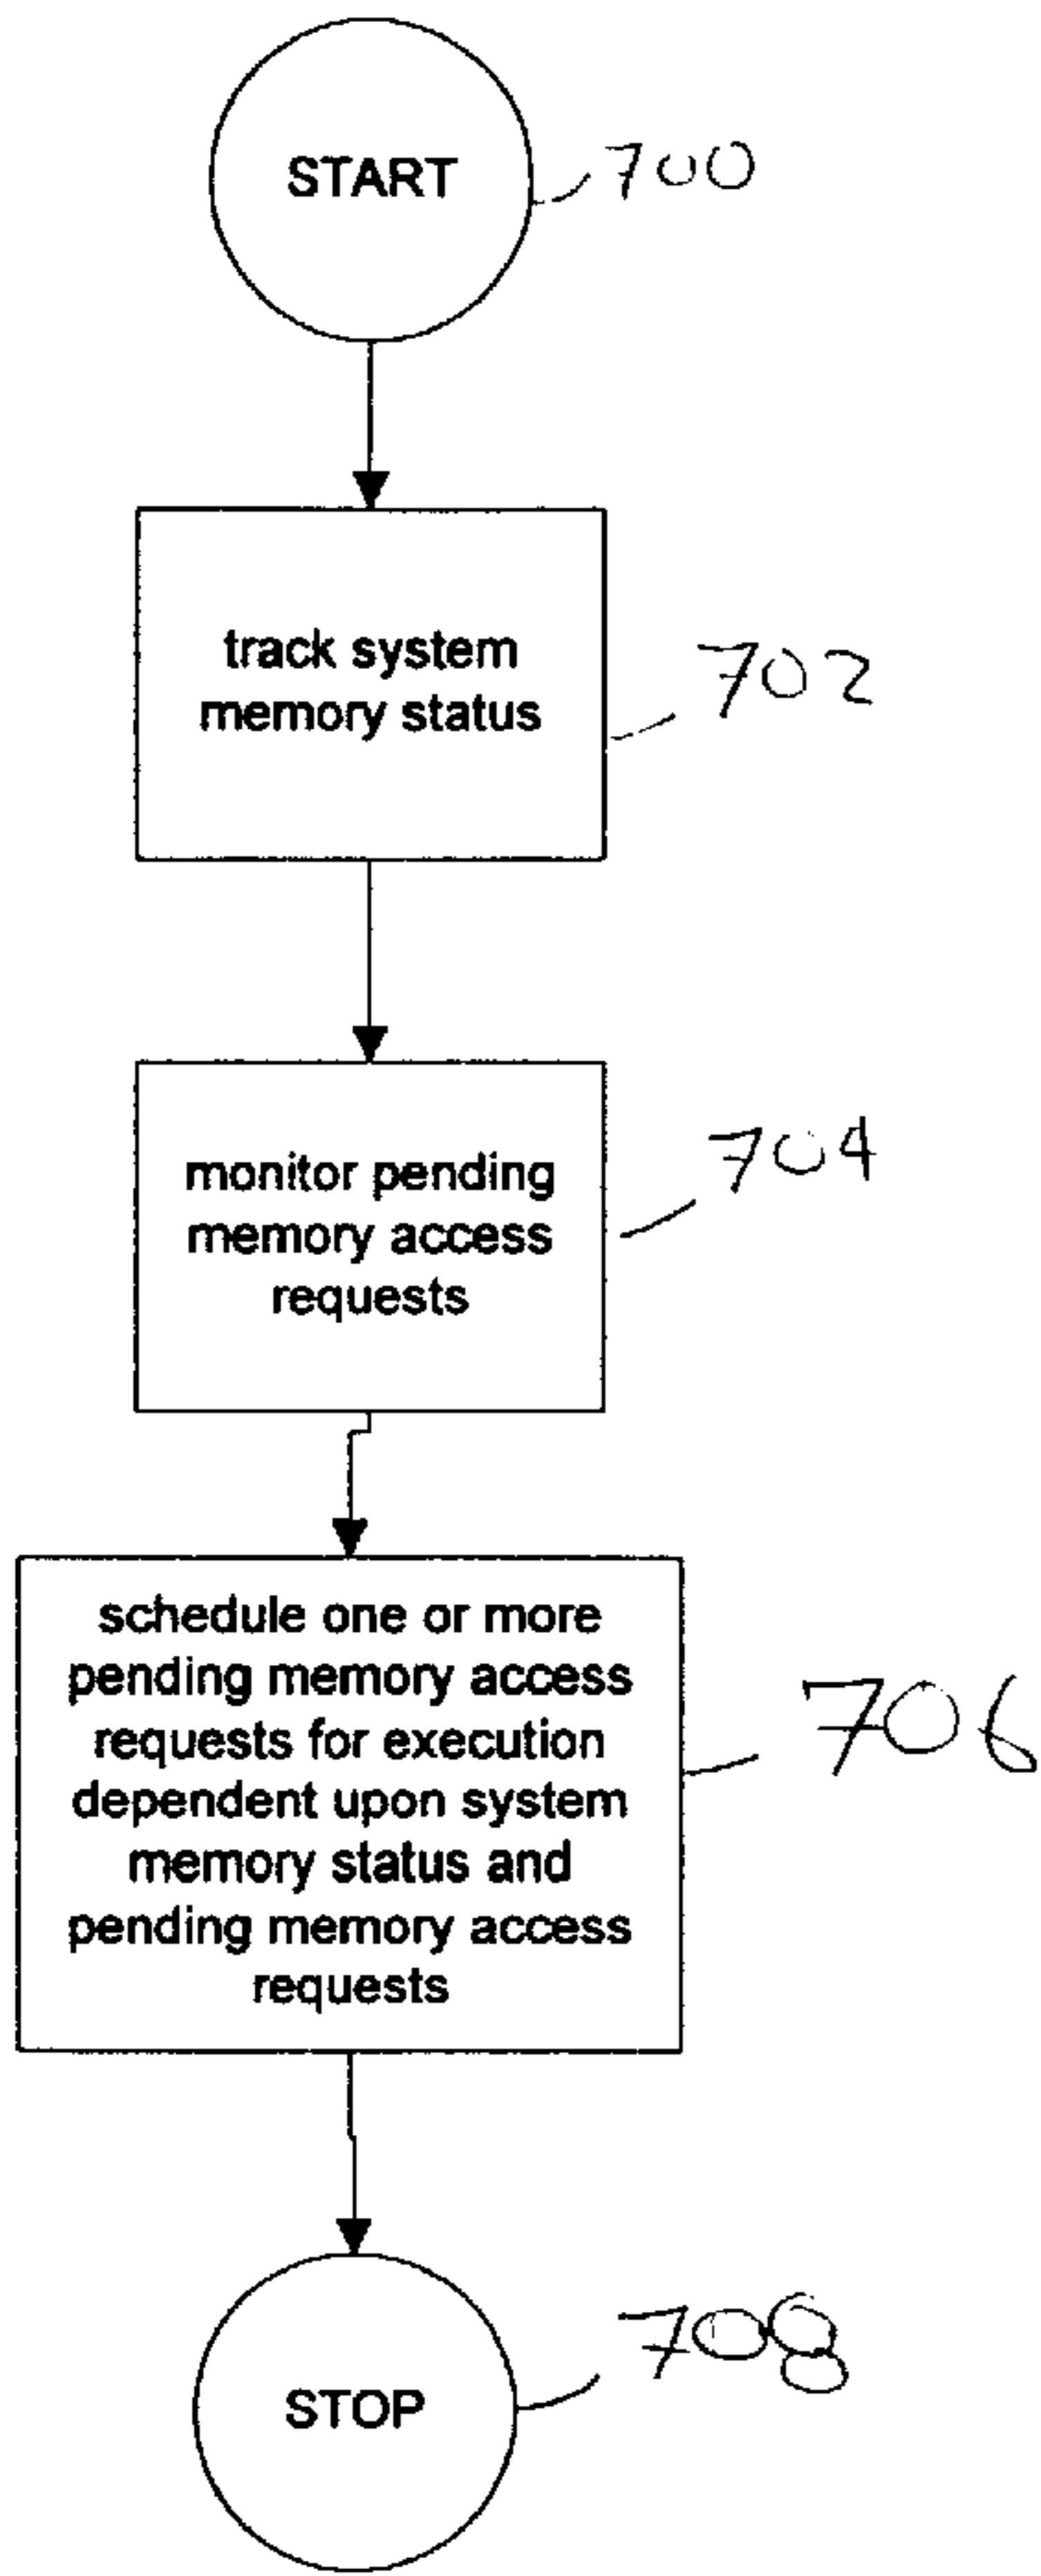 START
700
track system
memory status
702
monitor pending
memory access
requests
704
schedule one or more
pending memory access
requests for execution
dependent upon system
memory status and
pending memory access
requests
706
STOP
708